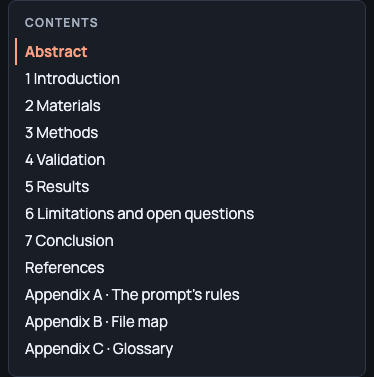 CONTENTS
Abstract
1 Introduction
2 Materials
3 Methods
4 Validation
5 Results
6 Limitations and open questions
7 Conclusion
References
Appendix A · The prompt's rules
Appendix B · File map
Appendix C · Glossary